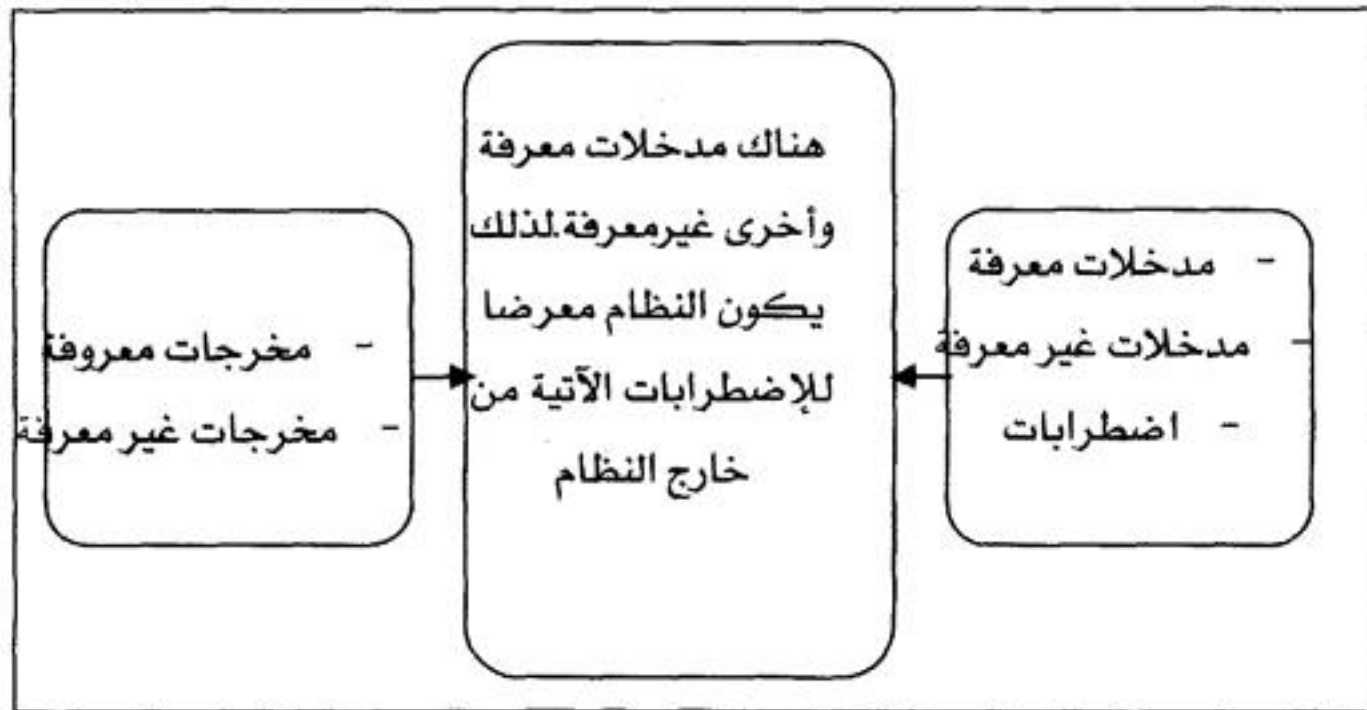 - مدخلات معرفة
- مدخلات غير معرفة
- اضطرابات
هناك مدخلات معرفة
وأخرى غيرمعرفة.لذلك
يكون النظام معرضا
للإضطرابات الآتية من
خارج النظام
- مخرجات معروفة
- مخرجات غير معرفة